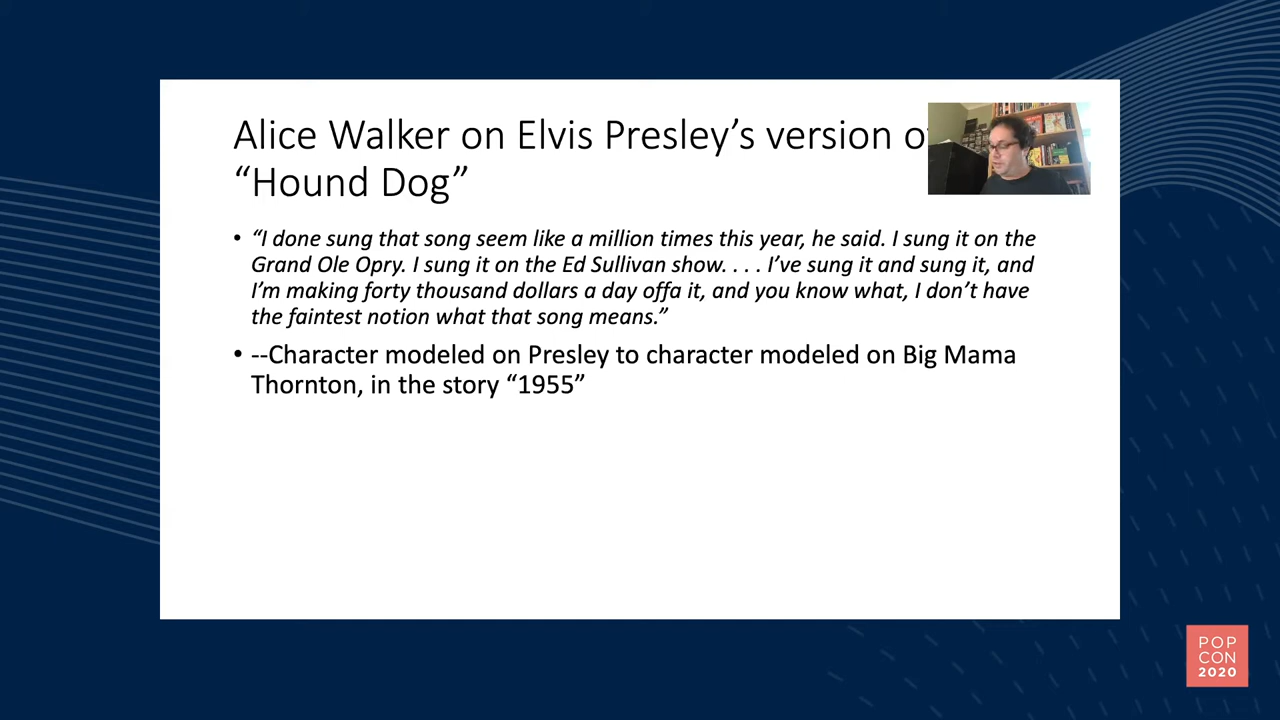 Alice Walker on Elvis Presley’s version
“Hound Dog”
• “I done sung that song seem like a million times this year, he said. I sung it on the
Grand Ole Opry. I sung it on the Ed Sullivan show. . . . I’ve sung it and sung it, and
I’m making forty thousand dollars a day offa it, and you know what, I don’t have
the faintest notion what that song means.”
• --Character modeled on Presley to character modeled on Big Mama
Thornton, in the story “1955”
POP
CON
2020